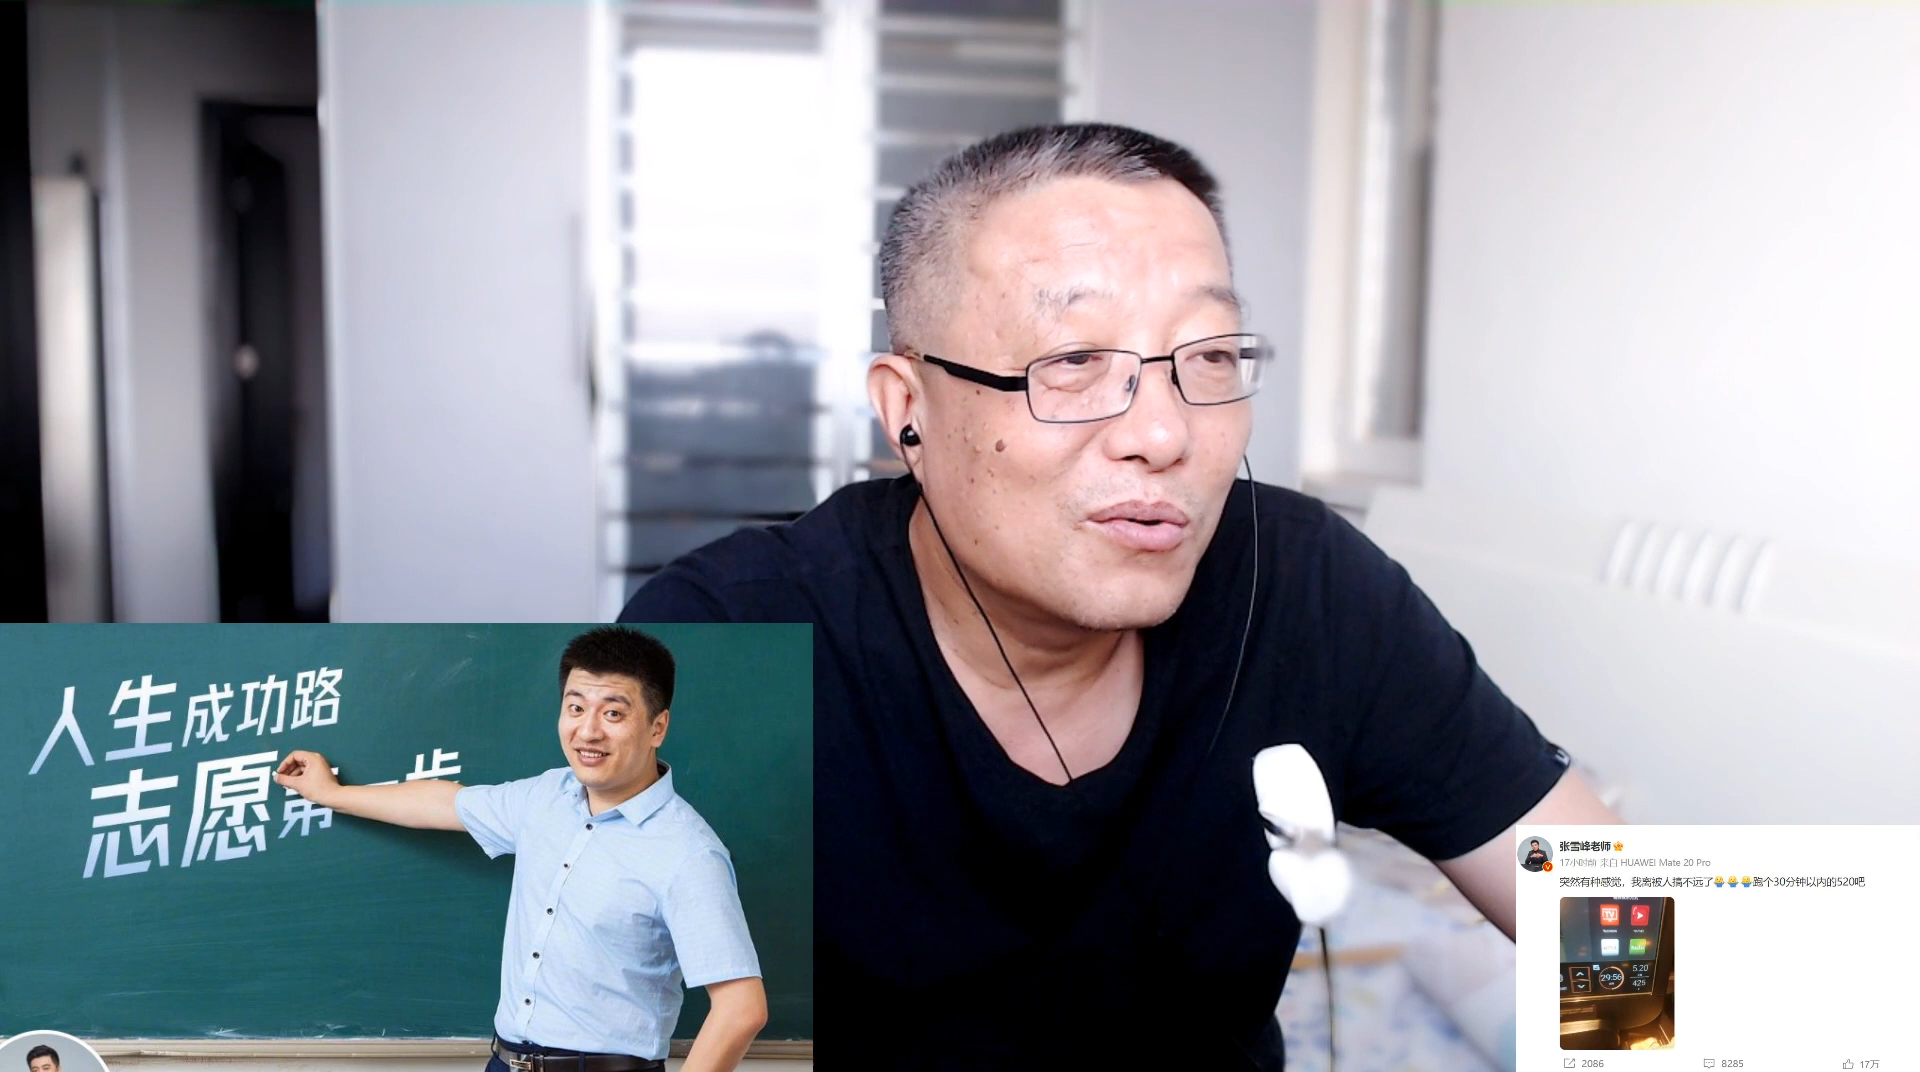 人生成功路
志愿第一步
张雪峰老师
17小时前 来自 HUAWEI Mate 20 Pro
突然有种感觉，我离被人搞不远了跑个30分钟以内的520吧
29:56
5.20
425
2086
8285
17万